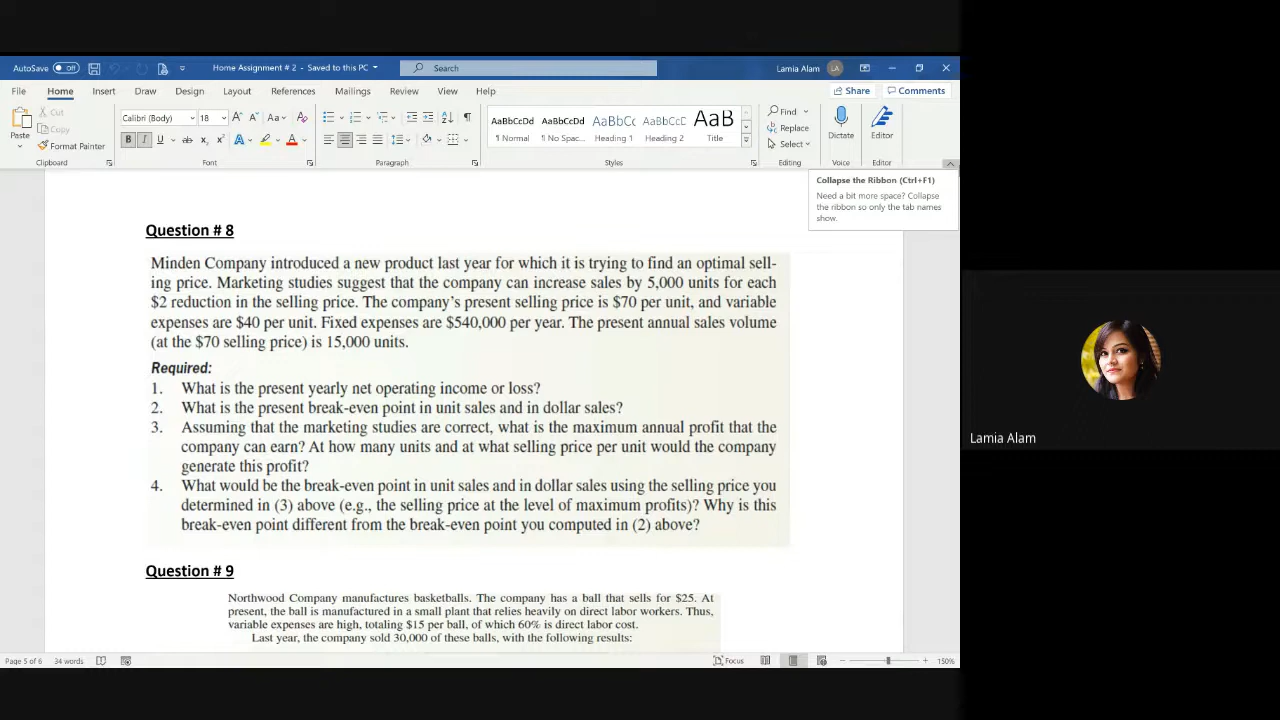 AutoSave Off Home Assignment # 2 - Saved to this PC Search Lamia Alam LA
File Home Insert Draw Design Layout References Mailings Review View Help Share Comments
Paste Cut Copy Format Painter Clipboard
Calibri (Body) 18 Font
Paragraph
AaBbCcDd AaBbCcDd AaBbCc AaBbCcD AaB
¶ Normal ¶ No Spac... Heading 1 Heading 2 Title
Styles
Find Replace Select Editing
Dictate Voice
Editor Editor
Collapse the Ribbon (Ctrl+F1)
Need a bit more space? Collapse
the ribbon so only the tab names
show.
Question # 8
Minden Company introduced a new product last year for which it is trying to find an optimal sell-
ing price. Marketing studies suggest that the company can increase sales by 5,000 units for each
$2 reduction in the selling price. The company's present selling price is $70 per unit, and variable
expenses are $40 per unit. Fixed expenses are $540,000 per year. The present annual sales volume
(at the $70 selling price) is 15,000 units.
Required:
1. What is the present yearly net operating income or loss?
2. What is the present break-even point in unit sales and in dollar sales?
3. Assuming that the marketing studies are correct, what is the maximum annual profit that the
company can earn? At how many units and at what selling price per unit would the company
generate this profit?
4. What would be the break-even point in unit sales and in dollar sales using the selling price you
determined in (3) above (e.g., the selling price at the level of maximum profits)? Why is this
break-even point different from the break-even point you computed in (2) above?
Question # 9
Northwood Company manufactures basketballs. The company has a ball that sells for $25. At
present, the ball is manufactured in a small plant that relies heavily on direct labor workers. Thus,
variable expenses are high, totaling $15 per ball, of which 60% is direct labor cost.
Last year, the company sold 30,000 of these balls, with the following results:
Page 5 of 6 34 words Focus 150%
Lamia Alam